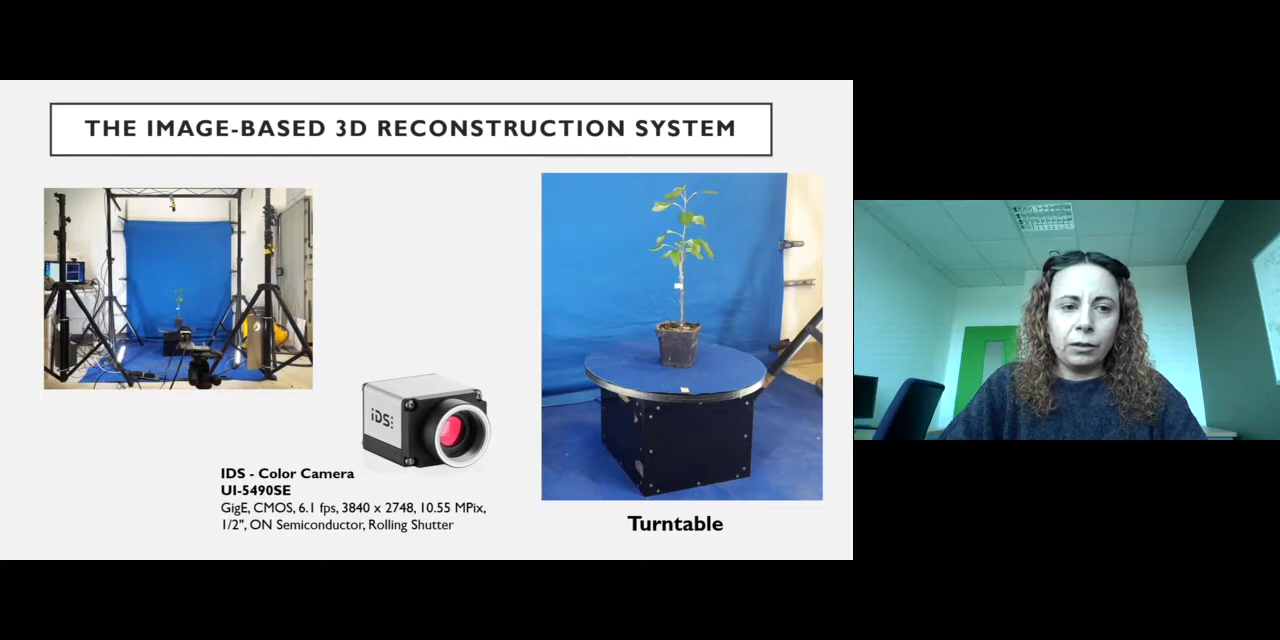 THE IMAGE-BASED 3D RECONSTRUCTION SYSTEM
iDS:
IDS - Color Camera
UI-5490SE
GigE, CMOS, 6.1 fps, 3840 x 2748, 10.55 MPix,
1/2", ON Semiconductor, Rolling Shutter
Turntable